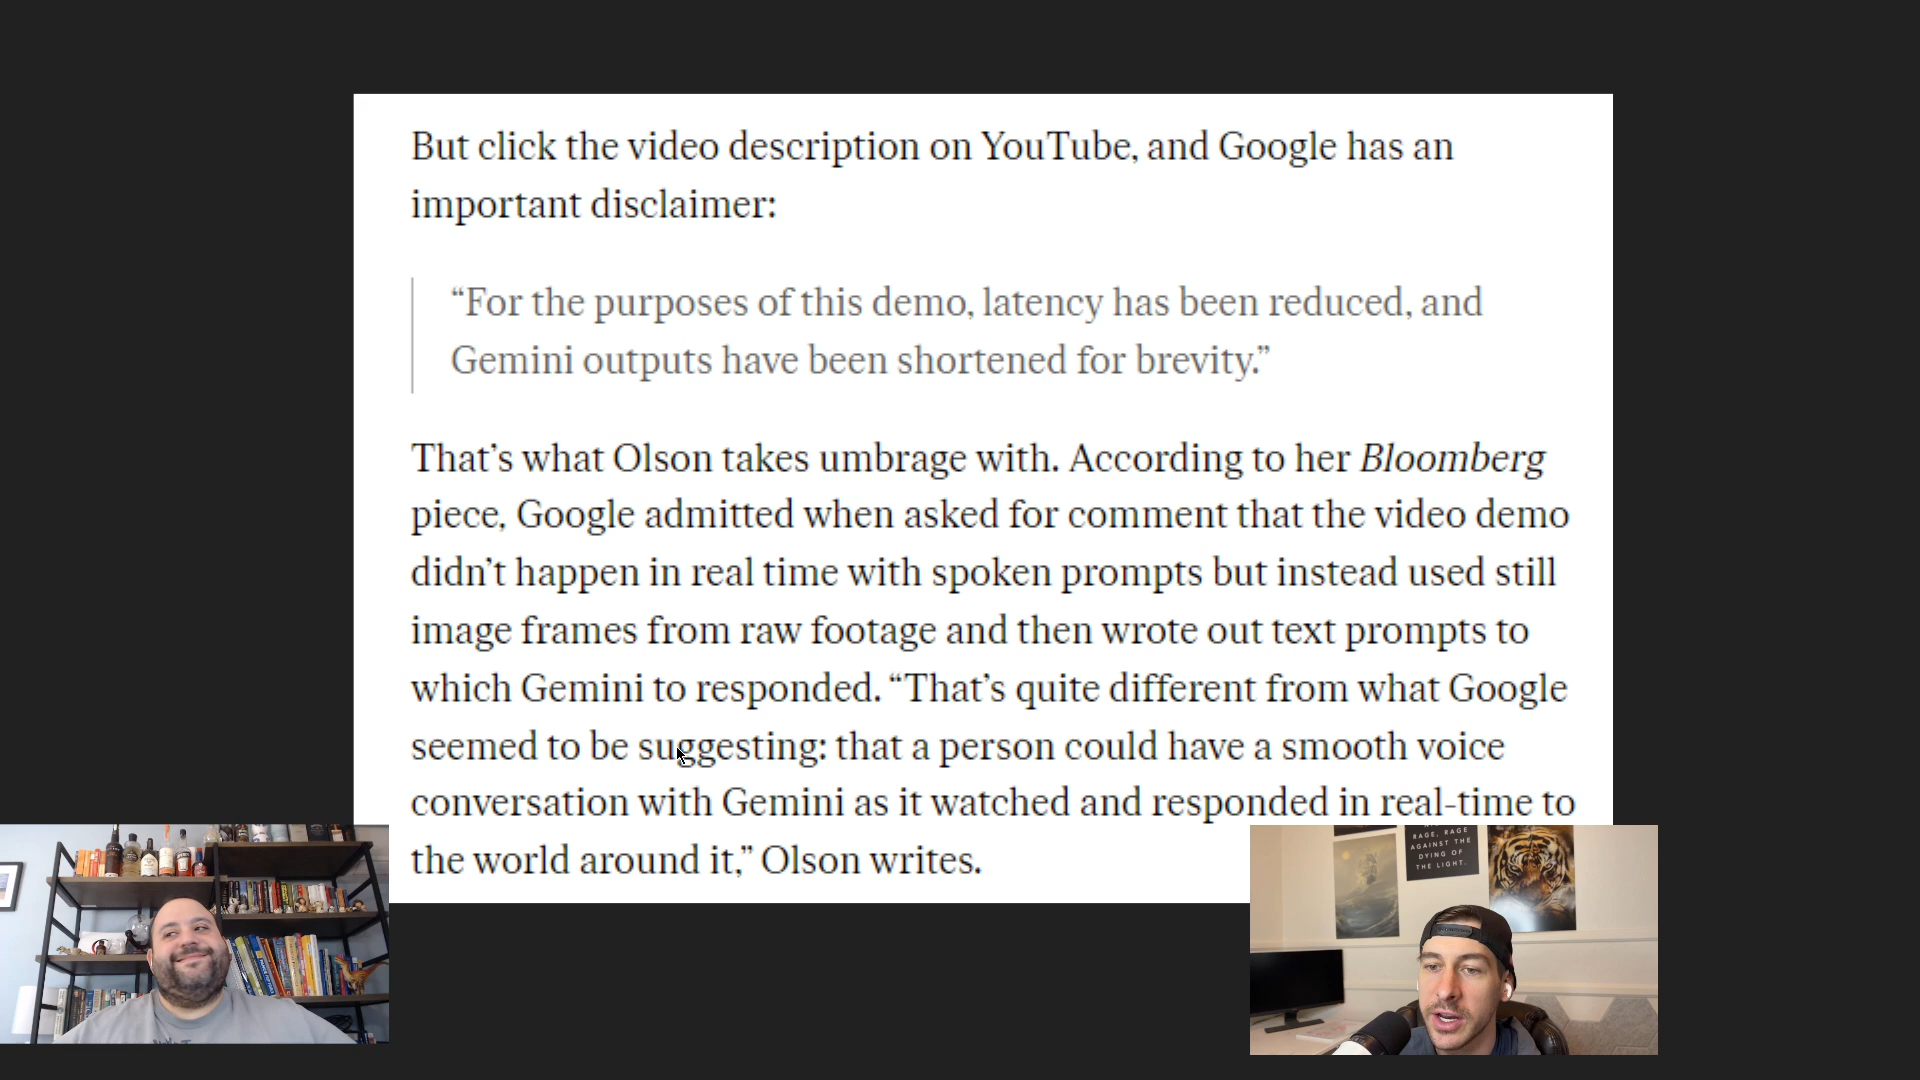 But click the video description on YouTube, and Google has an
important disclaimer:
“For the purposes of this demo, latency has been reduced, and
Gemini outputs have been shortened for brevity.”
That’s what Olson takes umbrage with. According to her Bloomberg
piece, Google admitted when asked for comment that the video demo
didn’t happen in real time with spoken prompts but instead used still
image frames from raw footage and then wrote out text prompts to
which Gemini to responded. “That’s quite different from what Google
seemed to be suggesting: that a person could have a smooth voice
conversation with Gemini as it watched and responded in real-time to
the world around it,” Olson writes.
RAGE, RAGE
AGAINST THE
DYING OF
THE LIGHT.